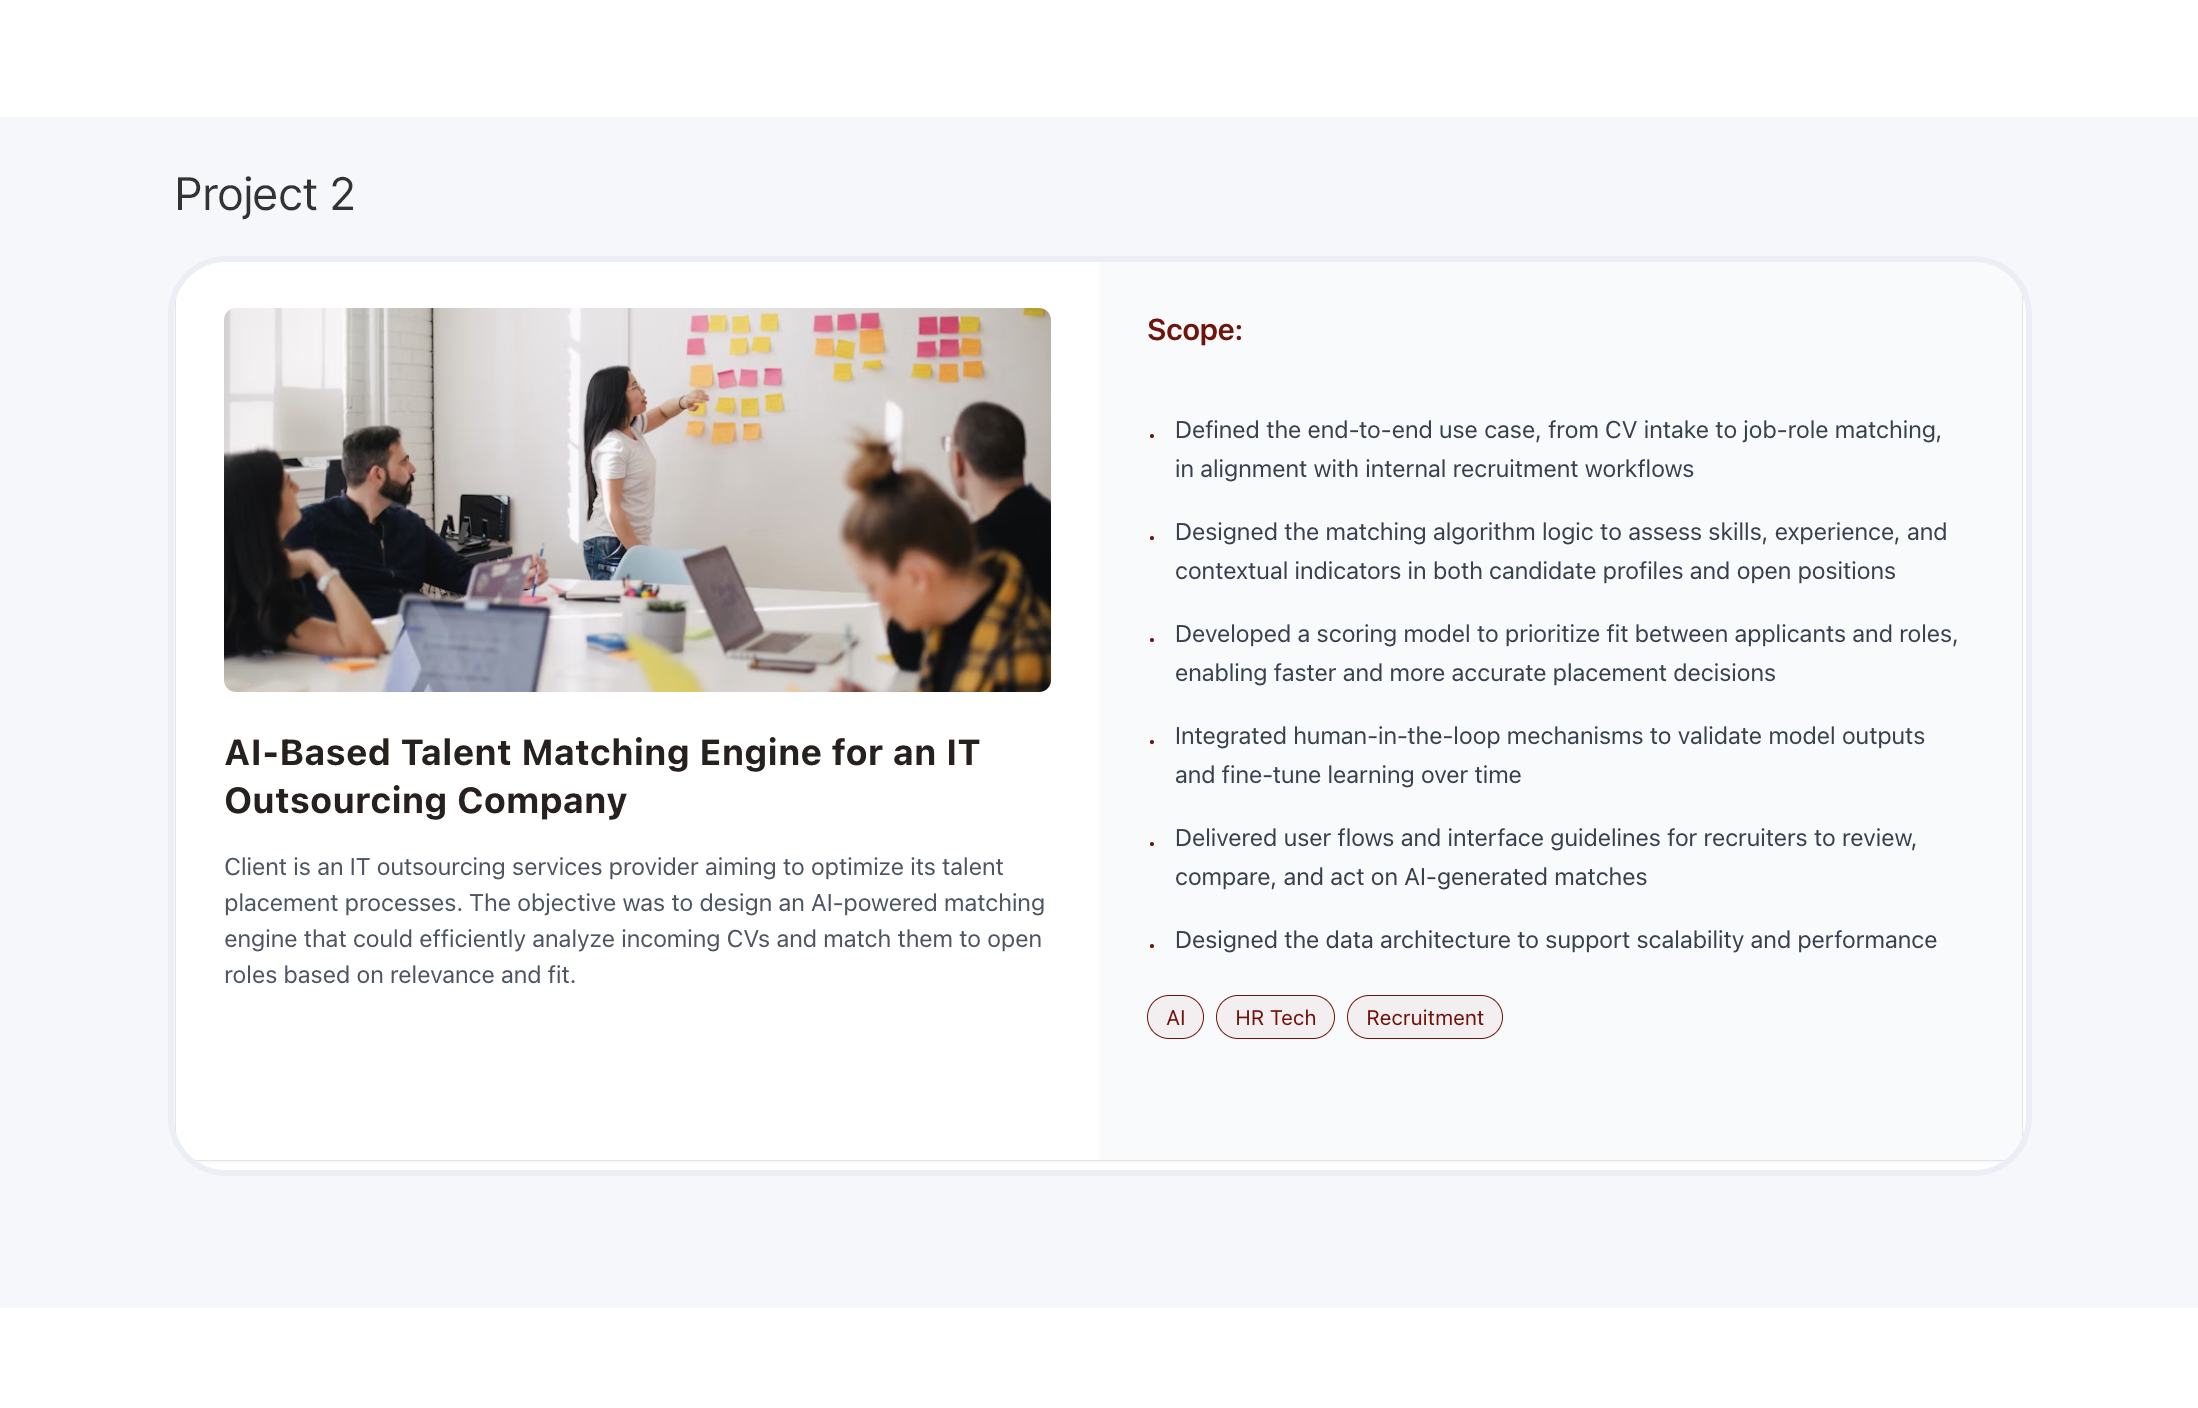 Project 2
AI-Based Talent Matching Engine for an IT
Outsourcing Company
Client is an IT outsourcing services provider aiming to optimize its talent
placement processes. The objective was to design an AI-powered matching
engine that could efficiently analyze incoming CVs and match them to open
roles based on relevance and fit.
Scope:
Defined the end-to-end use case, from CV intake to job-role matching,
in alignment with internal recruitment workflows
Designed the matching algorithm logic to assess skills, experience, and
contextual indicators in both candidate profiles and open positions
Developed a scoring model to prioritize fit between applicants and roles,
enabling faster and more accurate placement decisions
Integrated human-in-the-loop mechanisms to validate model outputs
and fine-tune learning over time
Delivered user flows and interface guidelines for recruiters to review,
compare, and act on AI-generated matches
Designed the data architecture to support scalability and performance
AI
HR Tech
Recruitment